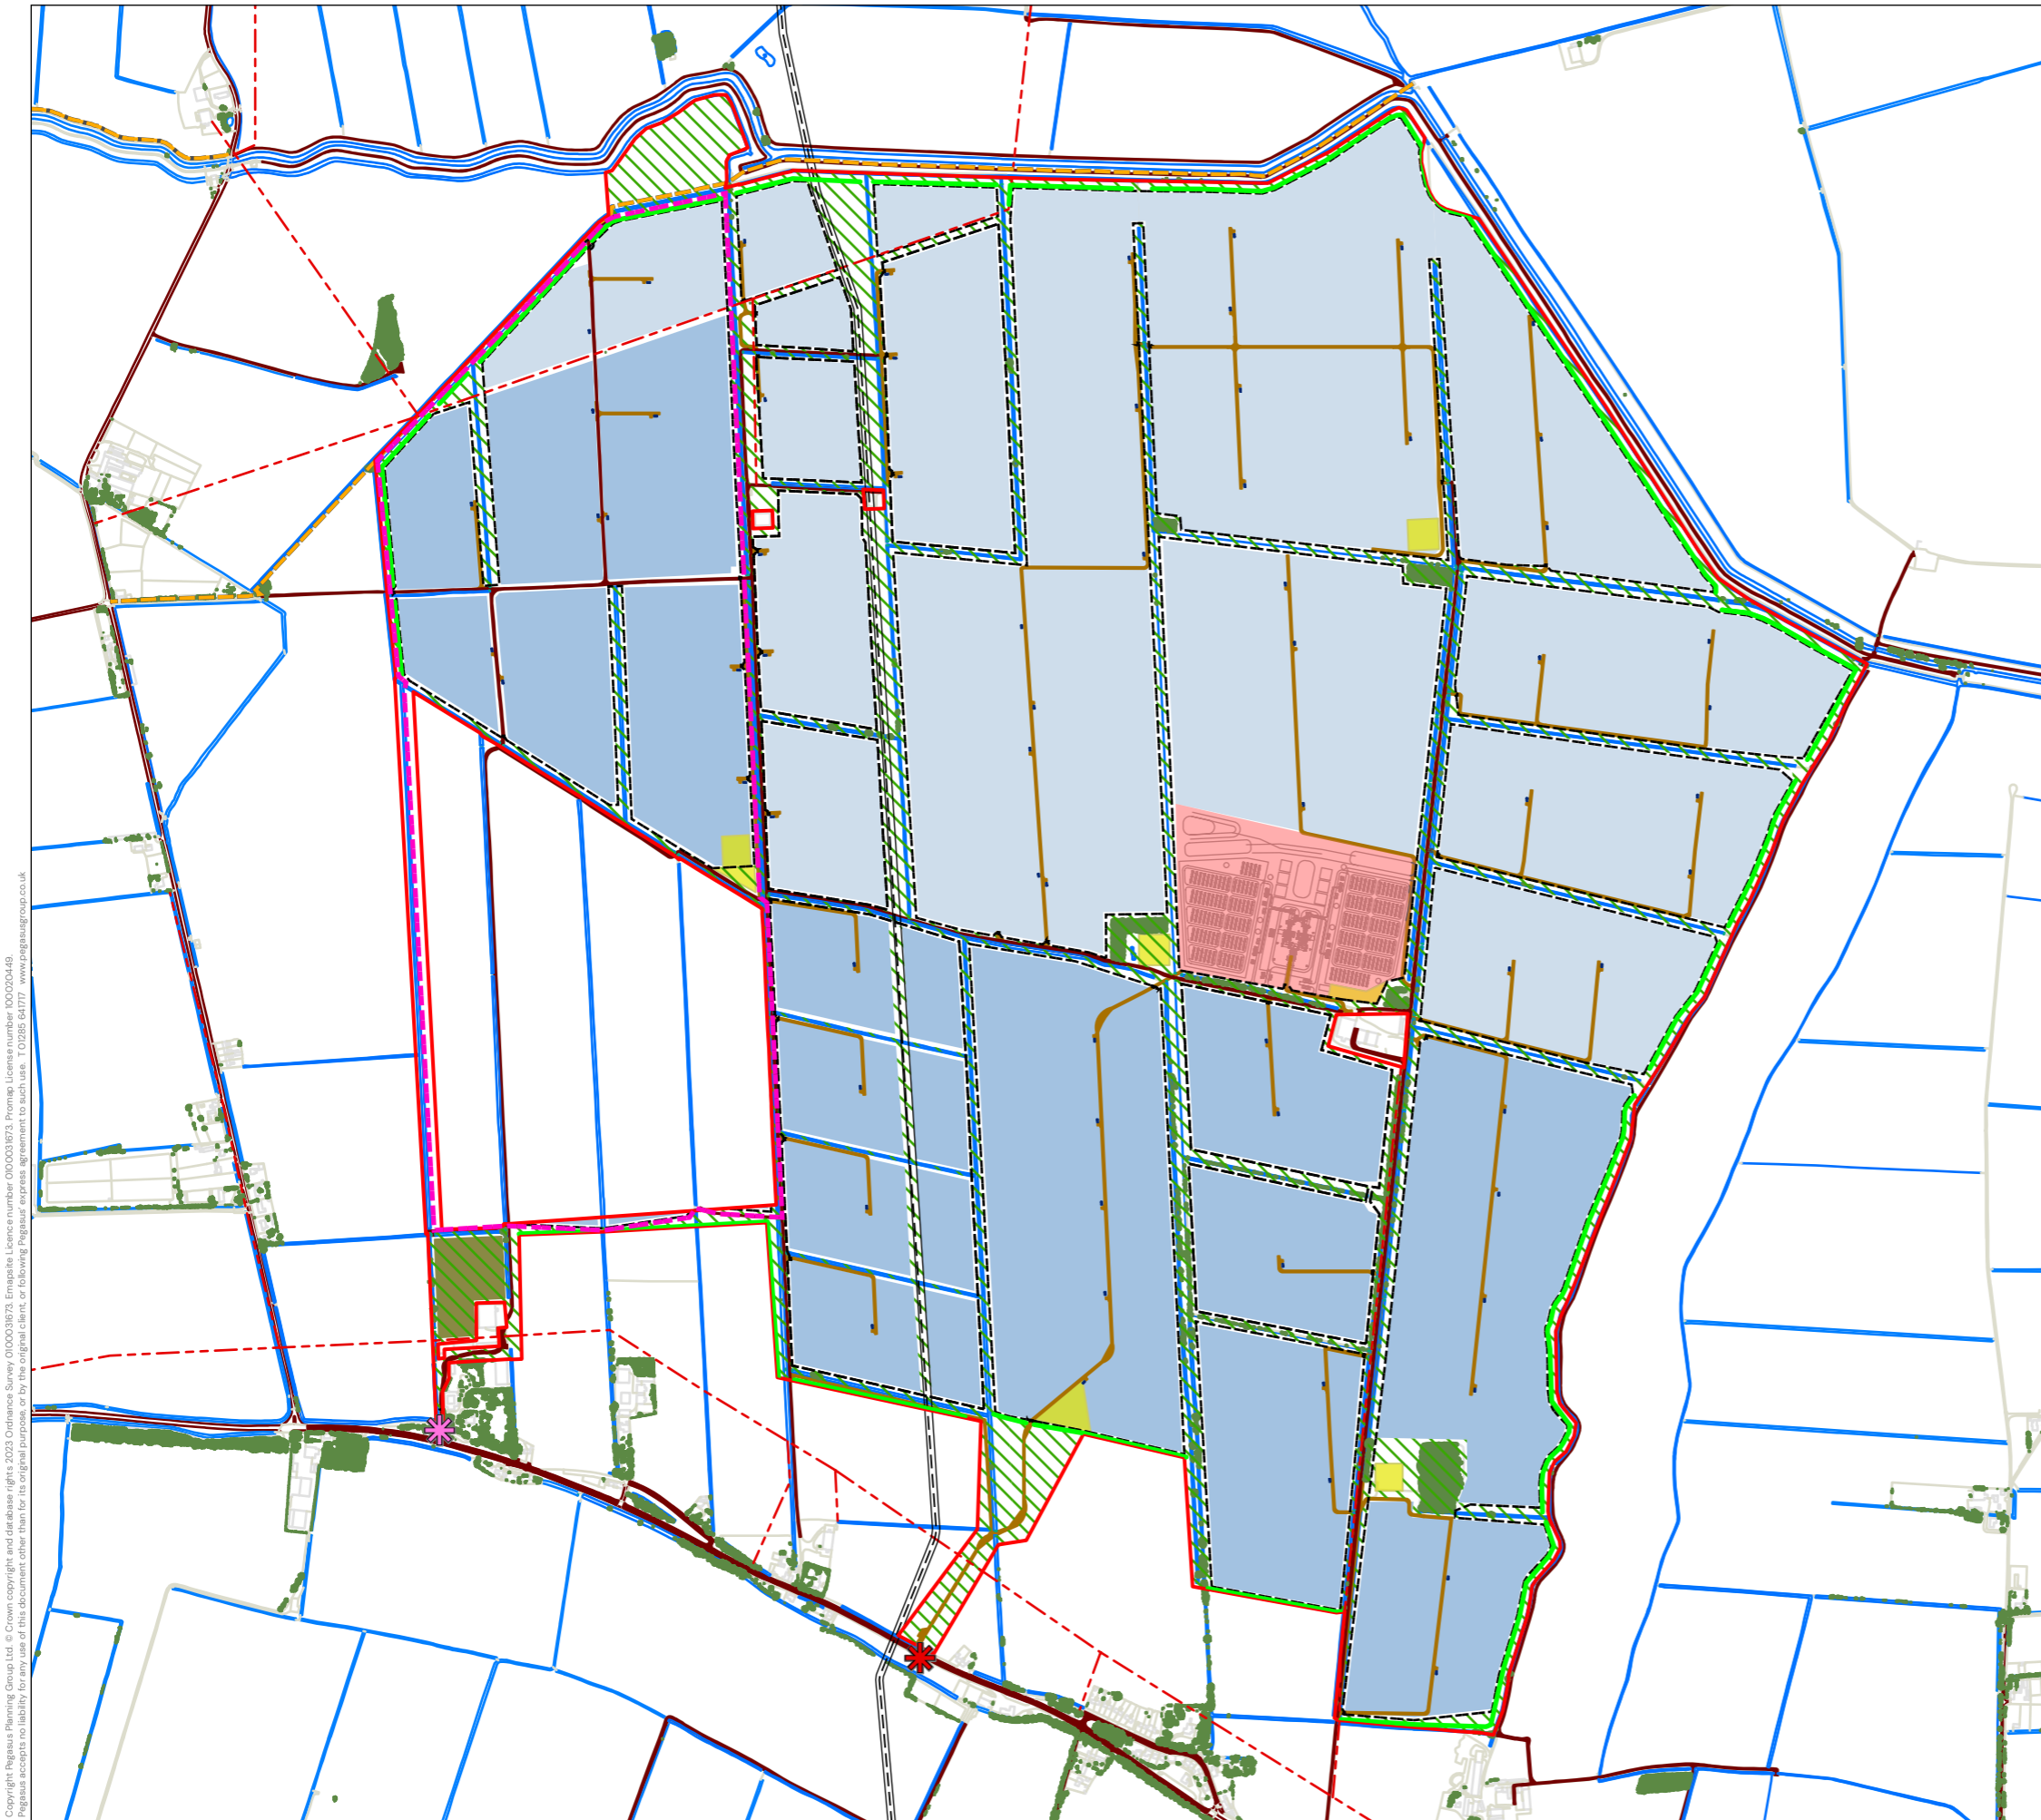 Copyright Pegasus Planning Group Ltd. © Crown copyright and database rights 2023 Ordnance Survey 0100031673. Emapsite Licence number 0100031673. Promap License number 100020449.
Pegasus accepts no liability for any use of this document other than for its original purpose, or by the original client, or following Pegasus' express agreement to such use. T 01285 641717 www.pegasusgroup.co.uk